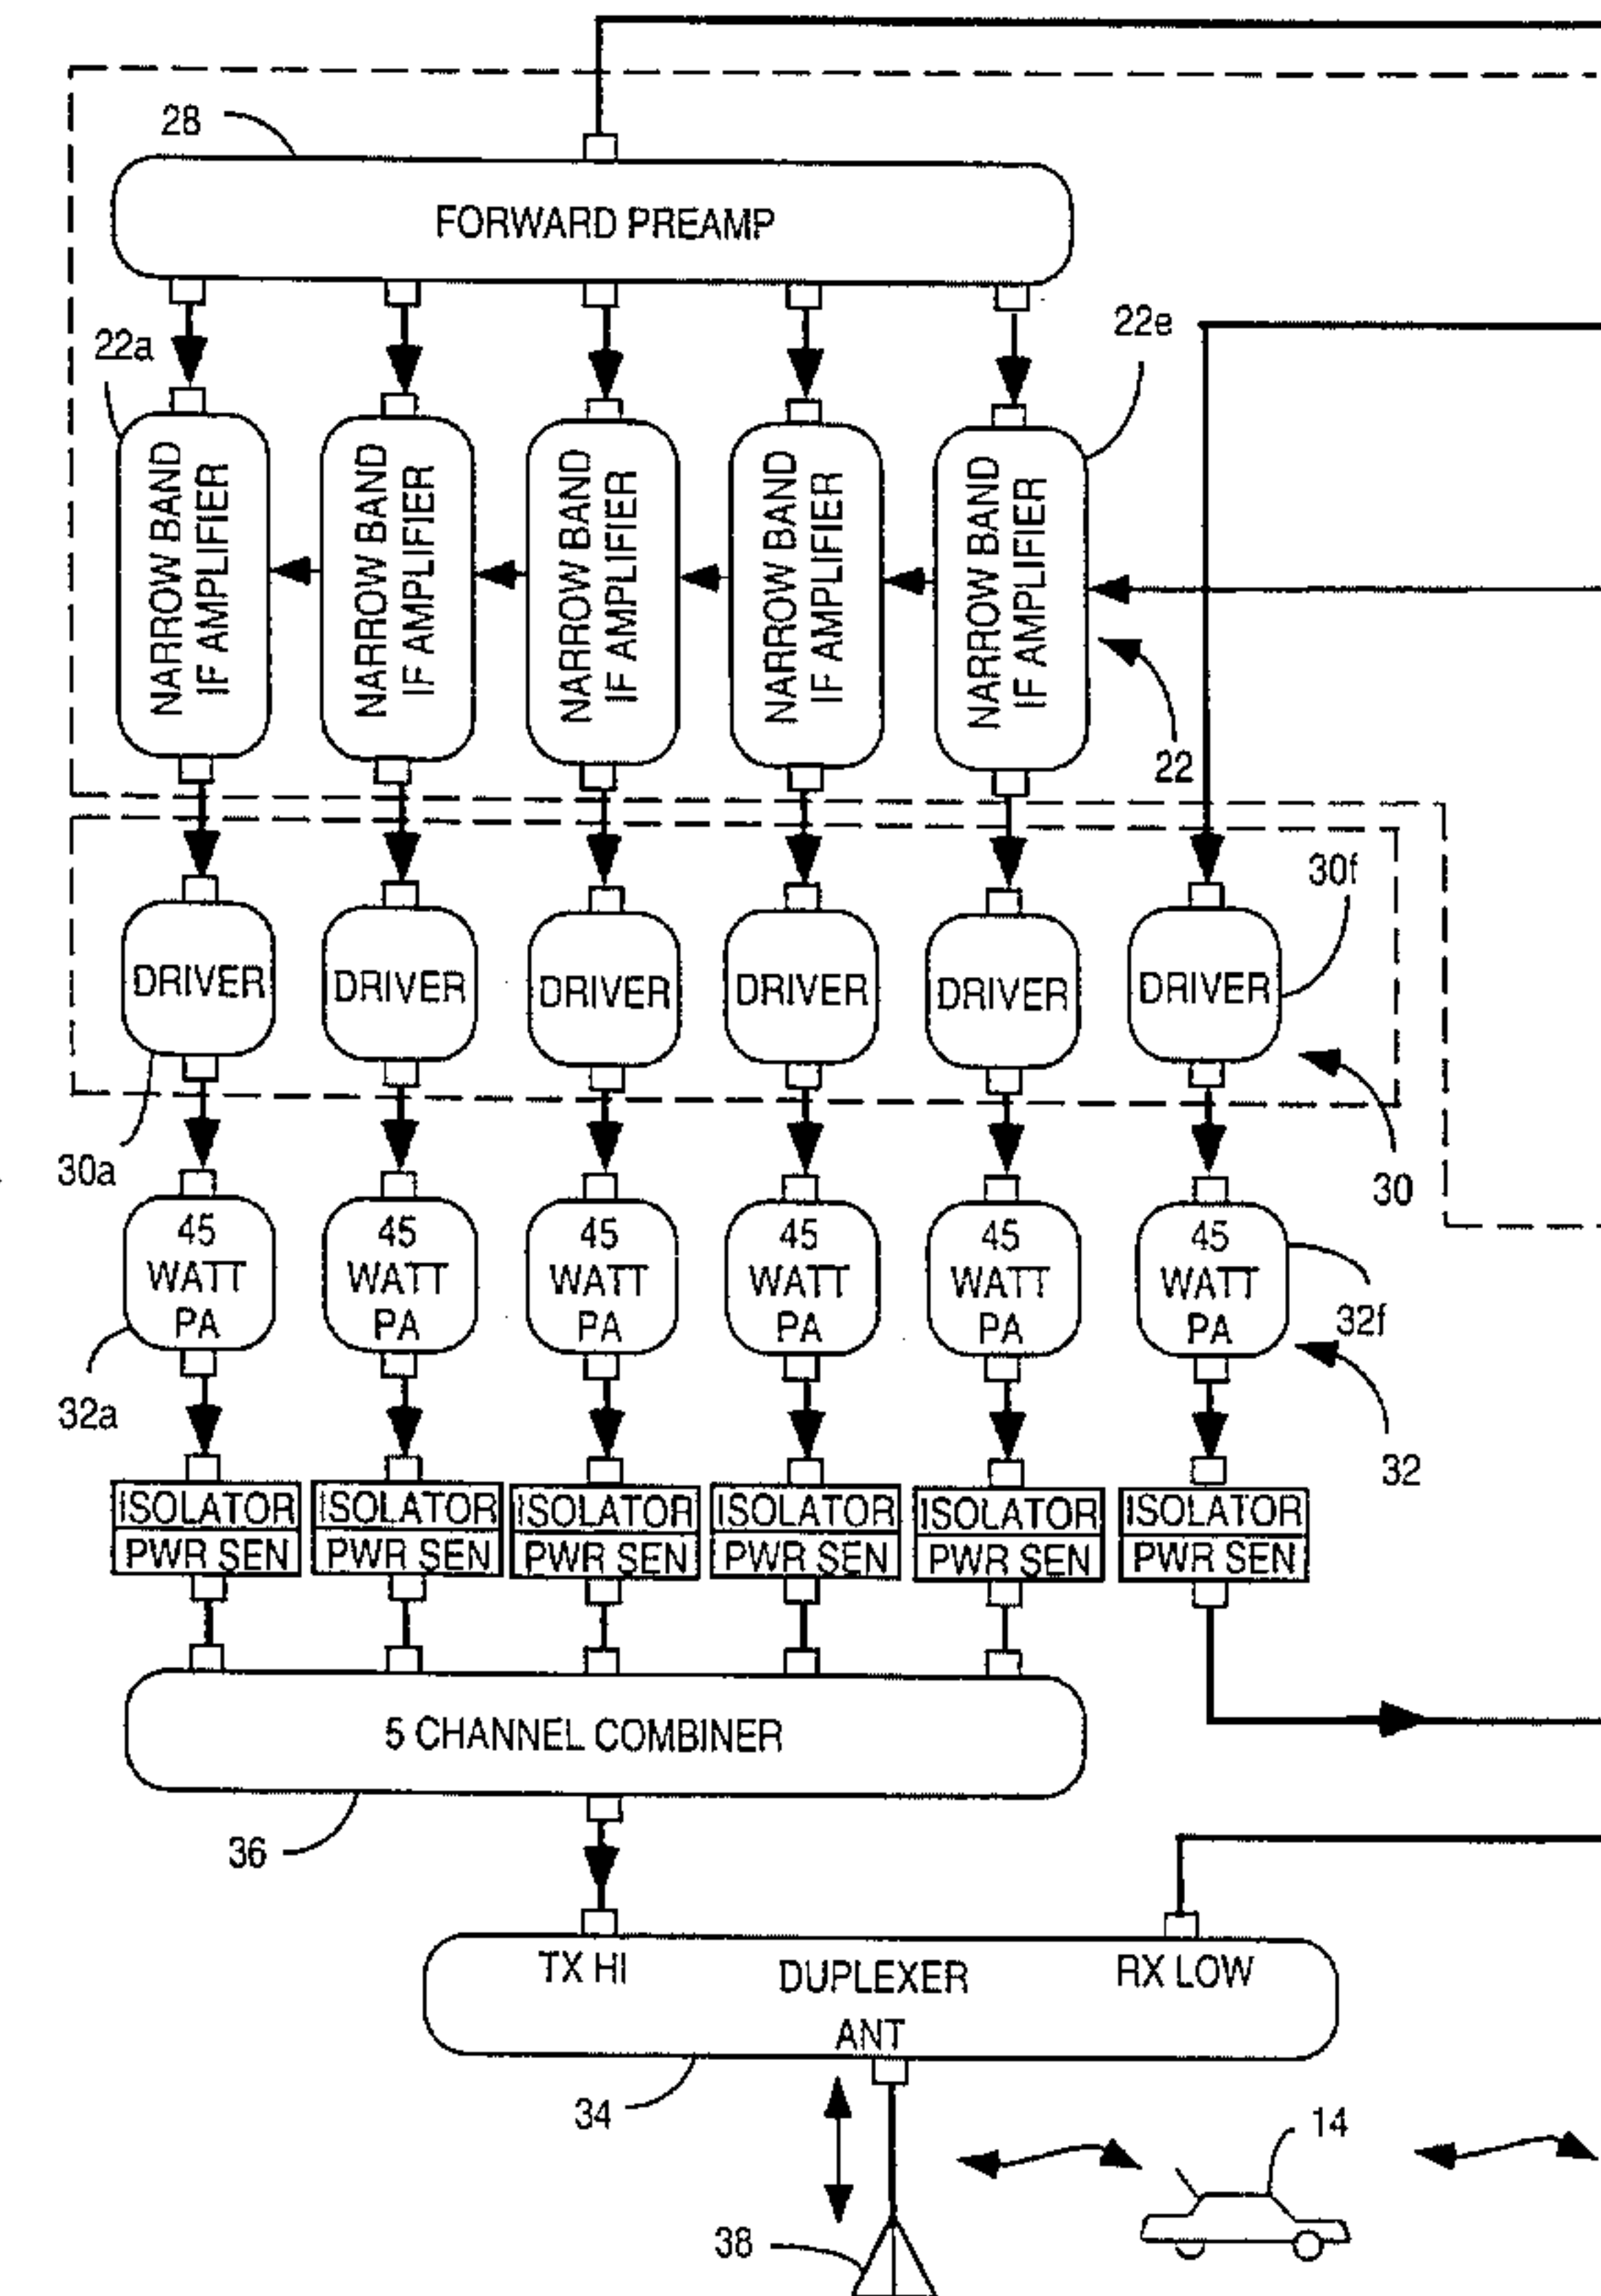 28
FORWARD PREAMP
22a
22e
NARROW BAND
IF AMPLIFIER
NARROW BAND
IF AMPLIFIER
NARROW BAND
IF AMPLIFIER
NARROW BAND
IF AMPLIFIER
NARROW BAND
IF AMPLIFIER
22
30f
DRIVER
DRIVER
DRIVER
DRIVER
DRIVER
DRIVER
30a
30
45
WATT
PA
45
WATT
PA
45
WATT
PA
45
WATT
PA
45
WATT
PA
45
WATT
PA
32f
32a
32
ISOLATOR
PWR SEN
ISOLATOR
PWR SEN
ISOLATOR
PWR SEN
ISOLATOR
PWR SEN
ISOLATOR
PWR SEN
ISOLATOR
PWR SEN
5 CHANNEL COMBINER
36
TX HI
DUPLEXER
RX LOW
ANT
34
14
38